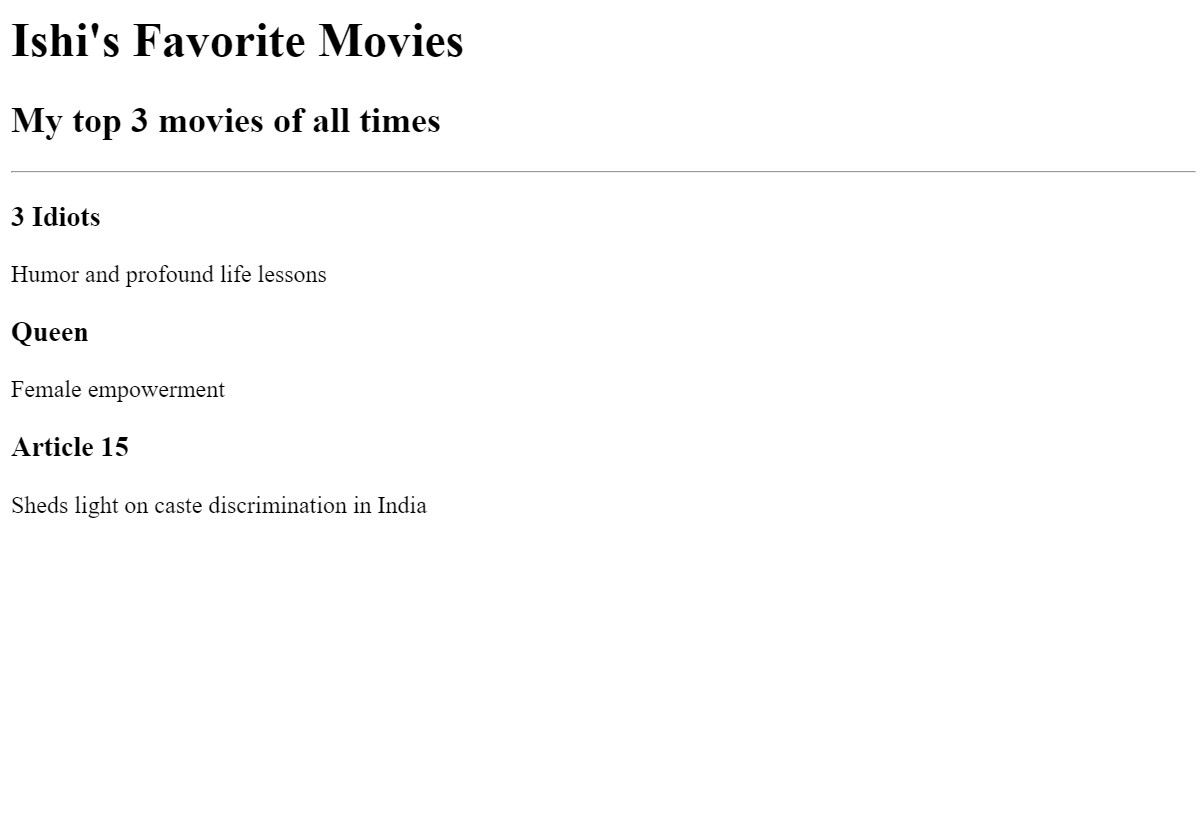 Ishi's Favorite Movies
My top 3 movies of all times
3 Idiots
Humor and profound life lessons
Queen
Female empowerment
Article 15
Sheds light on caste discrimination in India